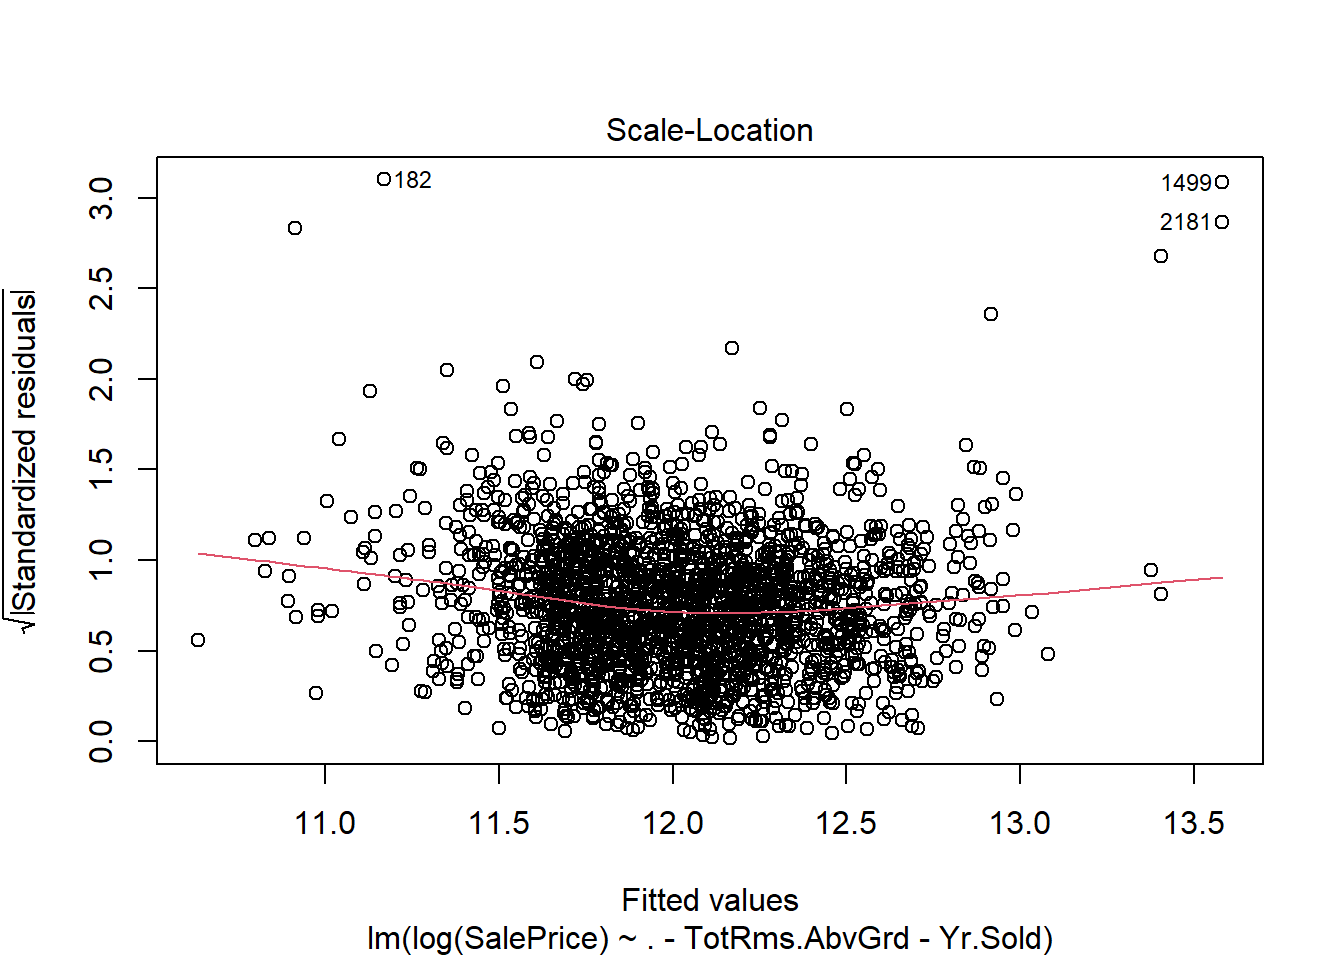 Scale-Location
√|Standardized residuals|
3.0
2.5
2.0
1.5
1.0
0.5
0.0
182
1499
2181
11.0 11.5 12.0 12.5 13.0 13.5
Fitted values
lm(log(SalePrice) ~ . - TotRms.AbvGrd - Yr.Sold)